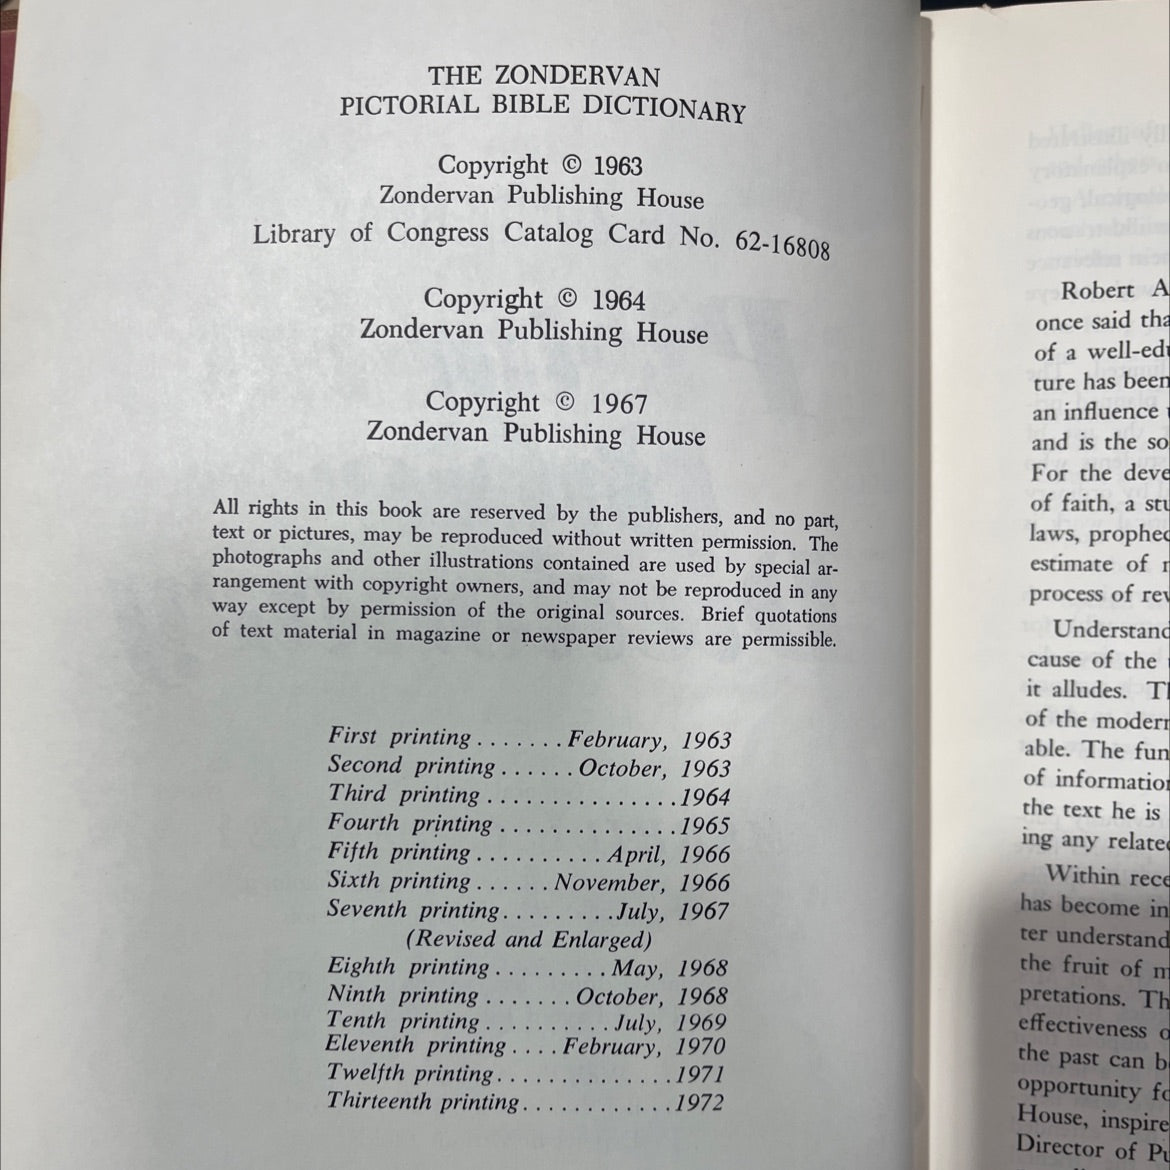 THE ZONDERVAN
PICTORIAL BIBLE DICTIONARY
Copyright © 1963
Zondervan Publishing House
Library of Congress Catalog Card No. 62-16808
Copyright © 1964
Zondervan Publishing House
Copyright © 1967
Zondervan Publishing House
All rights in this book are reserved by the publishers, and no part,
text or pictures, may be reproduced without written permission. The
photographs and other illustrations contained are used by special ar-
rangement with copyright owners, and may not be reproduced in any
way except by permission of the original sources. Brief quotations
of text material in magazine or newspaper reviews are permissible.
First printing ....... February, 1963
Second printing ...... October, 1963
Third printing ............... 1964
Fourth printing .............. 1965
Fifth printing .......... April, 1966
Sixth printing ...... November, 1966
Seventh printing ......... July, 1967
(Revised and Enlarged)
Eighth printing ......... May, 1968
Ninth printing ....... October, 1968
Tenth printing .......... July, 1969
Eleventh printing .... February, 1970
Twelfth printing .............. 1971
Thirteenth printing ............ 1972
Robert A
once said tha
of a well-edu
ture has been
an influence
and is the so
For the deve
of faith, a stu
laws, prophec
estimate of
process of rev
Understand
cause of the
it alludes. Th
of the modern
able. The fun
of information
the text he is
ing any relate
Within rece
has become in
ter understand
the fruit of m
pretations. Th
effectiveness o
the past can b
opportunity fo
House, inspire
Director of Pu